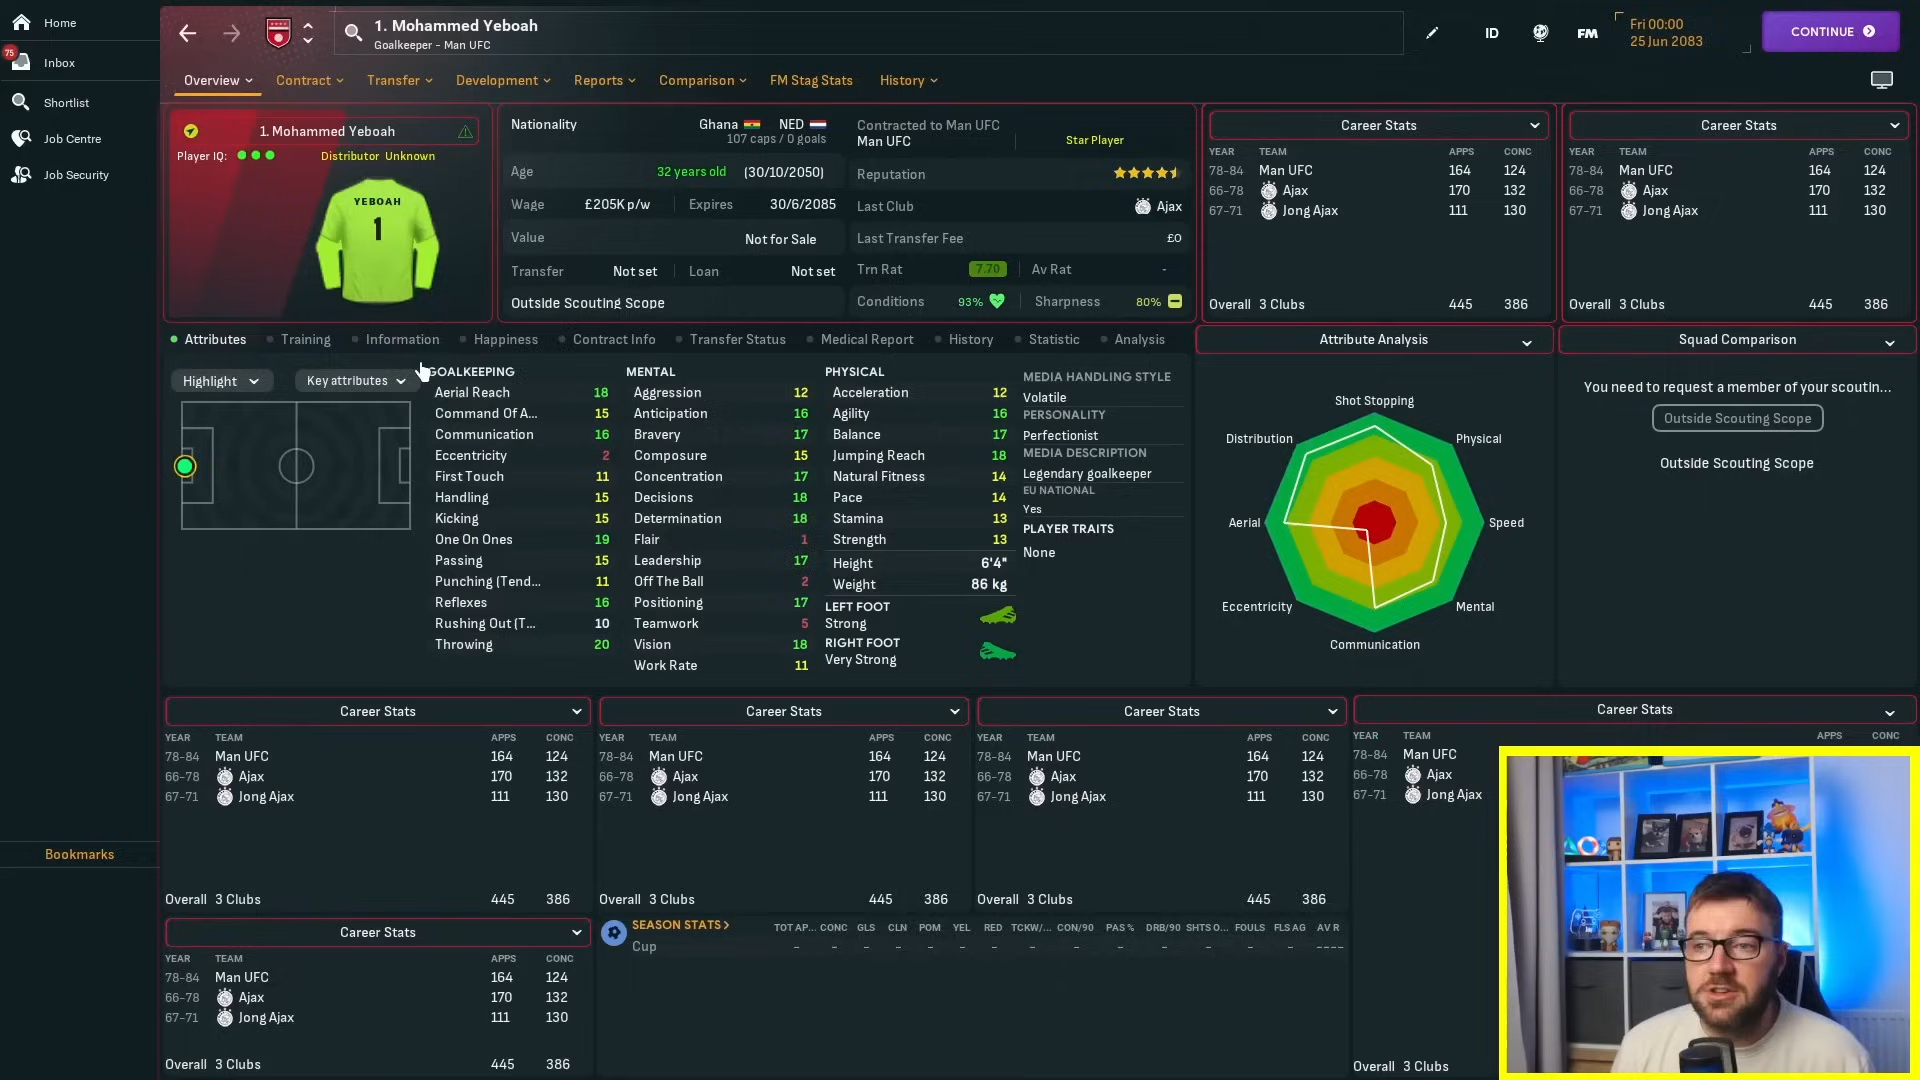 Home
75
Inbox
Shortlist
Job Centre
Job Security
Bookmarks
1. Mohammed Yeboah
Goalkeeper - Man UFC
ID
FM
Fri 00:00
25 Jun 2083
CONTINUE
Overview
Contract
Transfer
Development
Reports
Comparison
FM Stag Stats
History
1. Mohammed Yeboah
Player IQ:
Distributor Unknown
YEBOAH
1
Nationality Ghana NED
107 caps / 0 goals
Age 32 years old (30/10/2050)
Wage £205K p/w Expires 30/6/2085
Value Not for Sale
Transfer Not set Loan Not set
Outside Scouting Scope
Contracted to Man UFC
Man UFC
Star Player
Reputation
Last Club Ajax
Last Transfer Fee £0
Trn Rat 7.70 Av Rat -
Conditions 93% Sharpness 80%
Career Stats
YEAR TEAM APPS CONC
78-84 Man UFC 164 124
66-78 Ajax 170 132
67-71 Jong Ajax 111 130
Overall 3 Clubs 445 386
Career Stats
YEAR TEAM APPS CONC
78-84 Man UFC 164 124
66-78 Ajax 170 132
67-71 Jong Ajax 111 130
Overall 3 Clubs 445 386
Attributes
Training
Information
Happiness
Contract Info
Transfer Status
Medical Report
History
Statistic
Analysis
Highlight
Key attributes
GOALKEEPING
Aerial Reach 18
Command Of A... 15
Communication 16
Eccentricity 2
First Touch 11
Handling 15
Kicking 15
One On Ones 19
Passing 15
Punching (Tend... 11
Reflexes 16
Rushing Out (T... 10
Throwing 20
MENTAL
Aggression 12
Anticipation 16
Bravery 17
Composure 15
Concentration 17
Decisions 18
Determination 18
Flair 1
Leadership 17
Off The Ball 2
Positioning 17
Teamwork 5
Vision 18
Work Rate 11
PHYSICAL
Acceleration 12
Agility 16
Balance 17
Jumping Reach 18
Natural Fitness 14
Pace 14
Stamina 13
Strength 13
Height 6'4"
Weight 86 kg
LEFT FOOT
Strong
RIGHT FOOT
Very Strong
MEDIA HANDLING STYLE
Volatile
PERSONALITY
Perfectionist
MEDIA DESCRIPTION
Legendary goalkeeper
EU NATIONAL
Yes
PLAYER TRAITS
None
Attribute Analysis
Shot Stopping
Physical
Speed
Mental
Communication
Eccentricity
Aerial
Distribution
Squad Comparison
You need to request a member of your scoutin...
Outside Scouting Scope
Outside Scouting Scope
Career Stats
YEAR TEAM APPS CONC
78-84 Man UFC 164 124
66-78 Ajax 170 132
67-71 Jong Ajax 111 130
Overall 3 Clubs 445 386
Career Stats
YEAR TEAM APPS CONC
78-84 Man UFC 164 124
66-78 Ajax 170 132
67-71 Jong Ajax 111 130
Overall 3 Clubs 445 386
Career Stats
YEAR TEAM APPS CONC
78-84 Man UFC 164 124
66-78 Ajax 170 132
67-71 Jong Ajax 111 130
Overall 3 Clubs 445 386
Career Stats
YEAR TEAM APPS CONC
78-84 Man UFC
66-78 Ajax
67-71 Jong Ajax
Overall 3 Clubs
Career Stats
YEAR TEAM APPS CONC
78-84 Man UFC 164 124
66-78 Ajax 170 132
67-71 Jong Ajax 111 130
Overall 3 Clubs 445 386
SEASON STATS> TOT AP... CONC GLS CLN POM YEL RED TCKW/... CON/90 PAS % DRB/90 SHTS O... FOULS FLS AG AV R
Cup - - - - - - - - - - - - - - ----